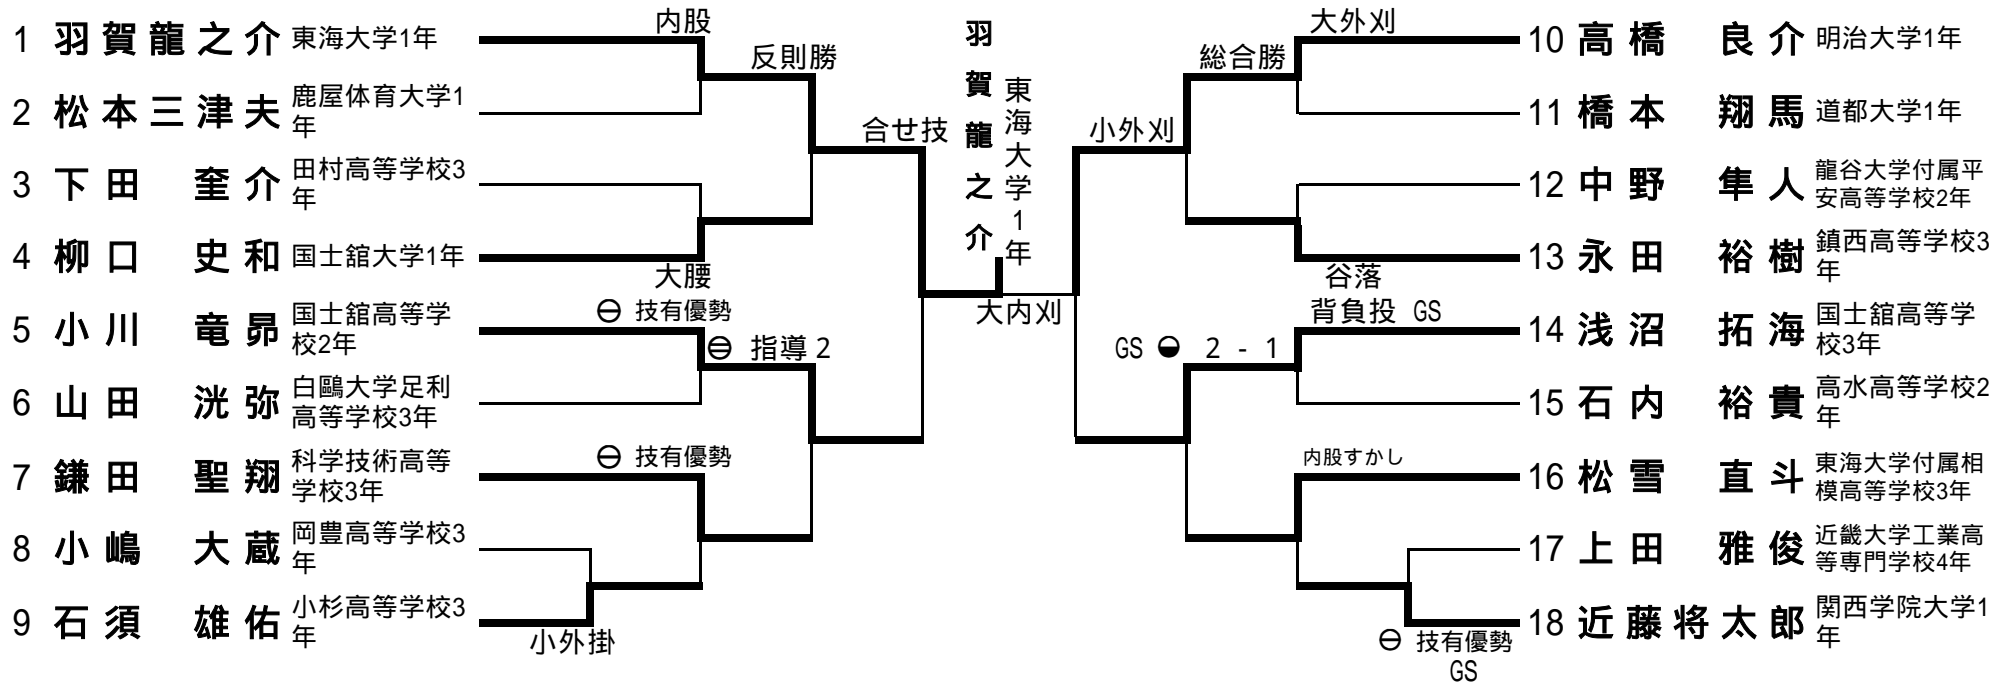 1 羽賀龍之介 東海大学1年
2 松本三津夫 鹿屋体育大学1
年
3 下田 奎介 田村高等学校3
年
4 柳口 史和 国士舘大学1年
5 小川 竜昂 国士舘高等学
校2年
6 山田 洸弥 白鷗大学足利
高等学校3年
7 鎌田 聖翔 科学技術高等
学校3年
8 小嶋 大蔵 岡豊高等学校3
年
9 石須 雄佑 小杉高等学校3
年
内股
反則勝
合せ技
大腰
⊖ 技有優勢
⊖ 指導2
⊖ 技有優勢
小外掛
羽賀龍之介
東海大学1年
大内刈
大外刈
総合勝
小外刈
谷落
背負投 GS
GS ◒ 2 - 1
内股すかし
⊖ 技有優勢
GS
10 高橋 良介 明治大学1年
11 橋本 翔馬 道都大学1年
12 中野 隼人 龍谷大学付属平
安高等学校2年
13 永田 裕樹 鎮西高等学校3
年
14 浅沼 拓海 国士舘高等学
校3年
15 石内 裕貴 高水高等学校2
年
16 松雪 直斗 東海大学付属相
模高等学校3年
17 上田 雅俊 近畿大学工業高
等専門学校4年
18 近藤将太郎 関西学院大学1
年